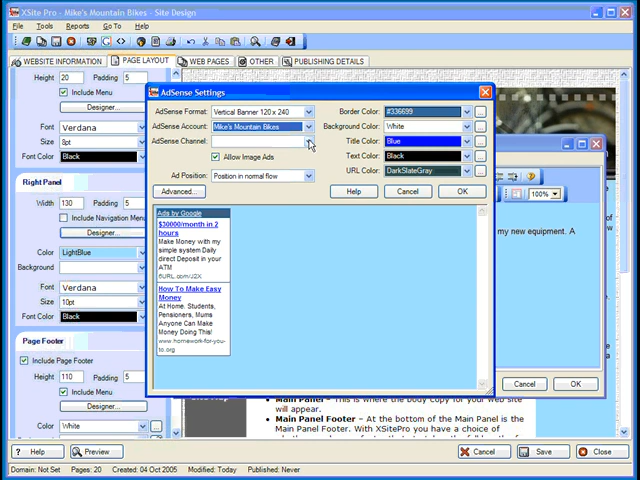 XSite Pro - Mike's Mountain Bikes - Site Design
File Tools Reports Go To Help
WEBSITE INFORMATION PAGE LAYOUT WEB PAGES OTHER PUBLISHING DETAILS
Height 20 Padding 5
Include Menu
Designer...
Font Verdana
Size 8pt
Font Color Black
Right Panel
Width 130 Padding 5
Include Navigation Menu
Designer...
Color LightBlue
Background
Font Verdana
Size 10pt
Font Color Black
Page Footer
Include Page Footer
Height 110 Padding 5
Include Menu
Designer...
Color White
AdSense Settings
AdSense Format: Vertical Banner 120 x 240
AdSense Account: Mike's Mountain Bikes
AdSense Channel:
Allow Image Ads
Ad Position: Position in normal flow
Border Color: #336699
Background Color: White
Title Color: Blue
Text Color: Black
URL Color: DarkSlateGray
Advanced... Help Cancel OK
Ads by Google
$30000/month in 2
hours
Make Money with my
simple system Daily
direct Deposit in your
ATM
6URL.com/J2X
How To Make Easy
Money
At Home. Students,
Pensioners, Mums
Anyone Can Make
Money Doing This!
www.homework-for-you-
to.org
100%
my new equipment. A
Cancel OK
Main Panel – This is where the body copy for your web site
will appear.
Main Panel Footer – At the bottom of the Main Panel is the
Main Panel Footer. With XSitePro you have a choice of
Help Preview Cancel Save Close
Domain: Not Set Pages: 20 Created: 04 Oct 2005 Modified: Today Published: Never